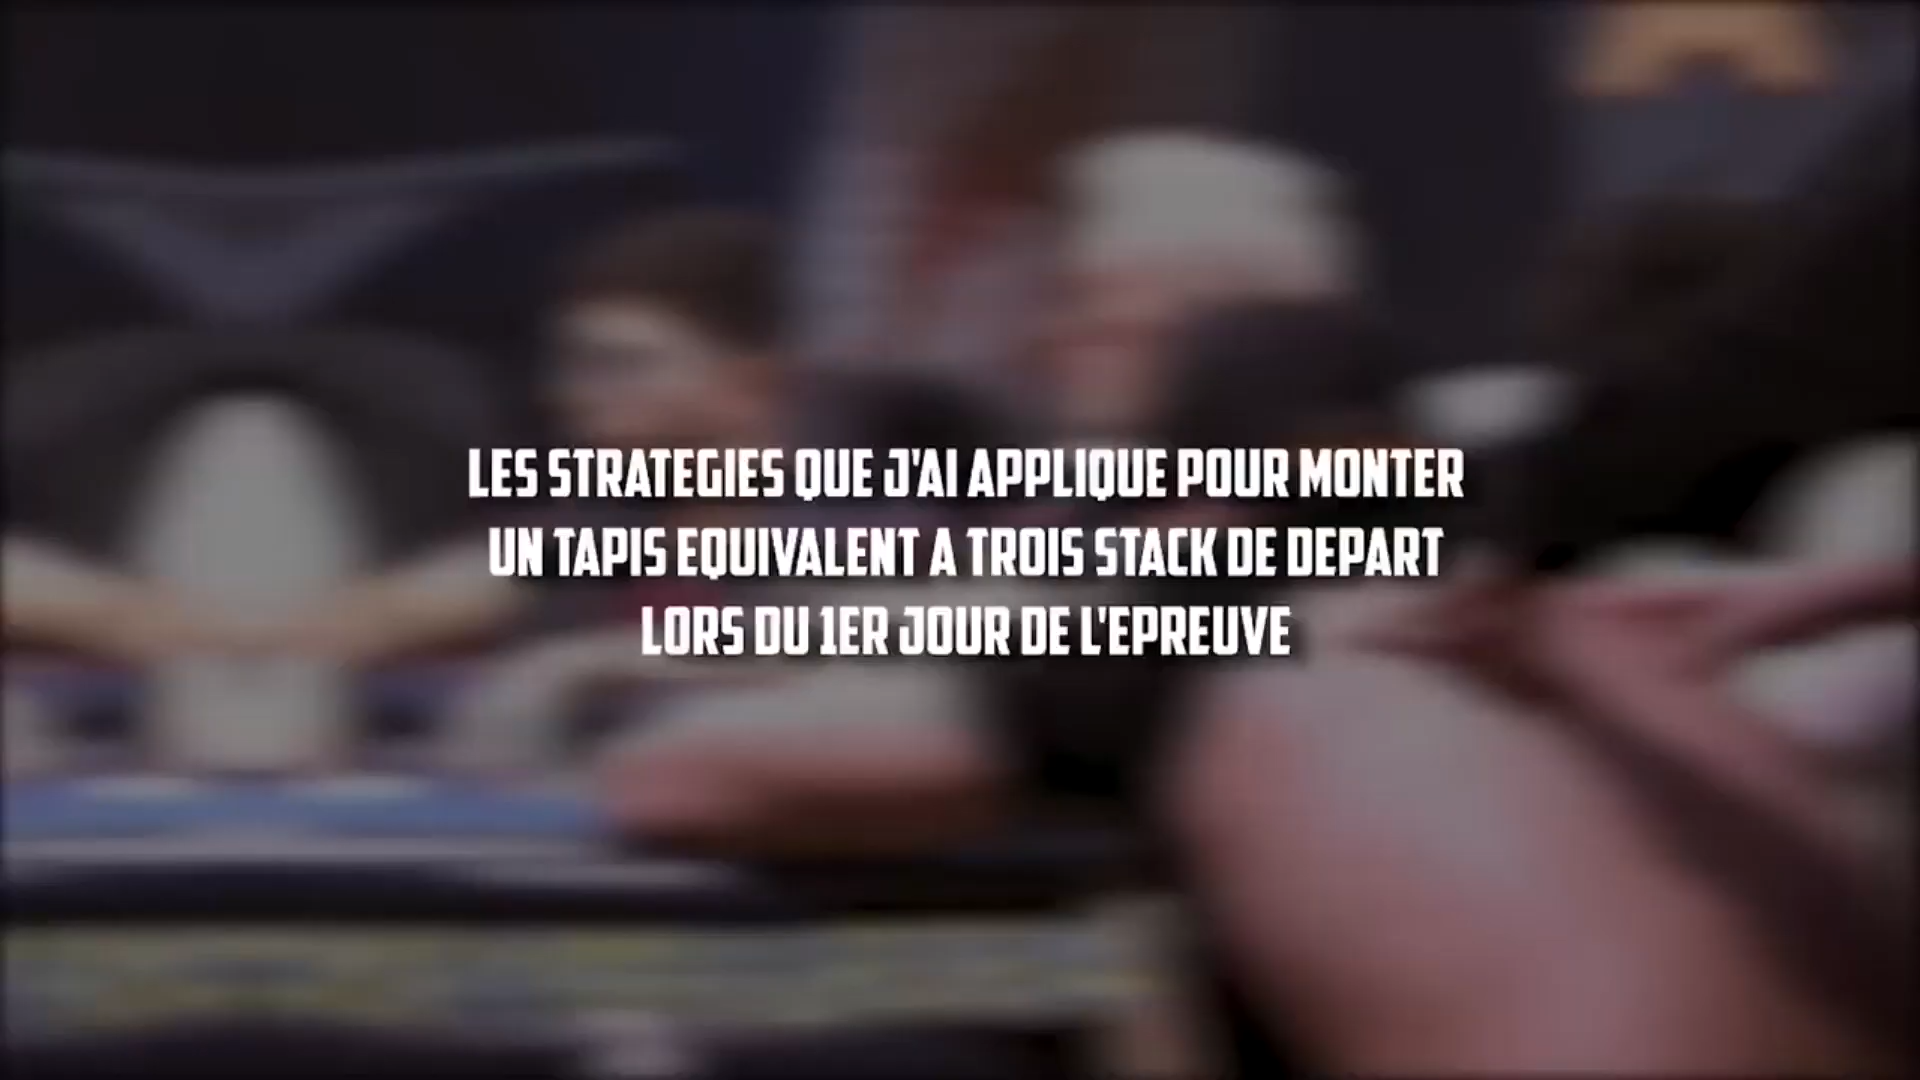 LES STRATEGIES QUE J'AI APPLIQUE POUR MONTER
UN TAPIS EQUIVALENT A TROIS STACK DE DEPART
LORS DU 1ER JOUR DE L'EPREUVE